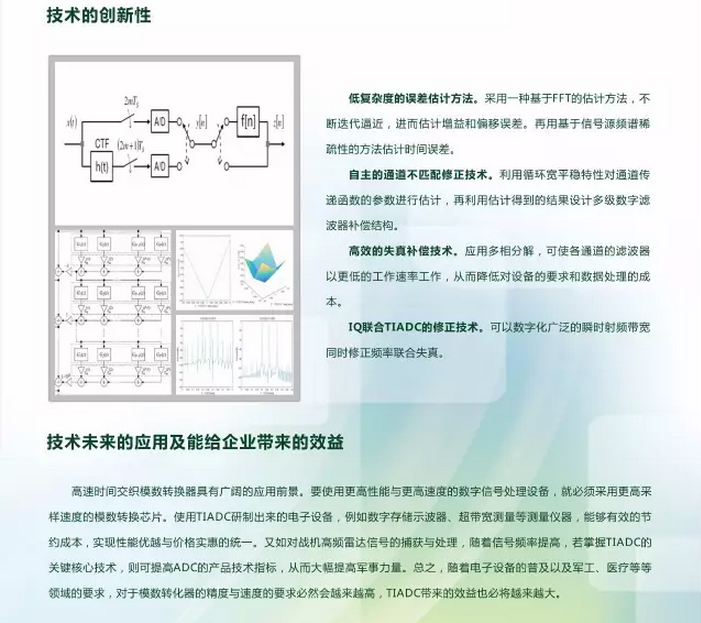 技术的创新性
2mTs
x(t)
A/D
y[n]
f[n]
z[n]
CTF
(2m+1)Ts
h(t)
A/D
低复杂度的误差估计方法。采用一种基于FFT的估计方法，不
断迭代逼近，进而估计增益和偏移误差。再用基于信号源频谱稀
疏性的方法估计时间误差。
自主的通道不匹配修正技术。利用循环宽平稳特性对通道传
递函数的参数进行估计，再利用估计得到的结果设计多级数字滤
波器补偿结构。
高效的失真补偿技术。应用多相分解，可使各通道的滤波器
以更低的工作速率工作，从而降低对设备的要求和数据处理的成
本。
IQ联合TIADC的修正技术。可以数字化广泛的瞬时射频带宽
同时修正频率联合失真。
技术未来的应用及能给企业带来的效益
高速时间交织模数转换器具有广阔的应用前景。要使用更高性能与更高速度的数字信号处理设备，就必须采用更高采
样速度的模数转换芯片。使用TIADC研制出来的电子设备，例如数字存储示波器、超带宽测量等测量仪器，能够有效的节
约成本，实现性能优越与价格实惠的统一。又如对战机高频雷达信号的捕获与处理，随着信号频率提高，若掌握TIADC的
关键核心技术，则可提高ADC的产品技术指标，从而大幅提高军事力量。总之，随着电子设备的普及以及军工、医疗等等
领域的要求，对于模数转化器的精度与速度的要求必然会越来越高，TIADC带来的效益也必将越来越大。